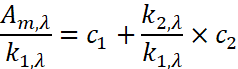 A_{m,λ}/k_{1,λ} = c_1 + k_{2,λ}/k_{1,λ} × c_2